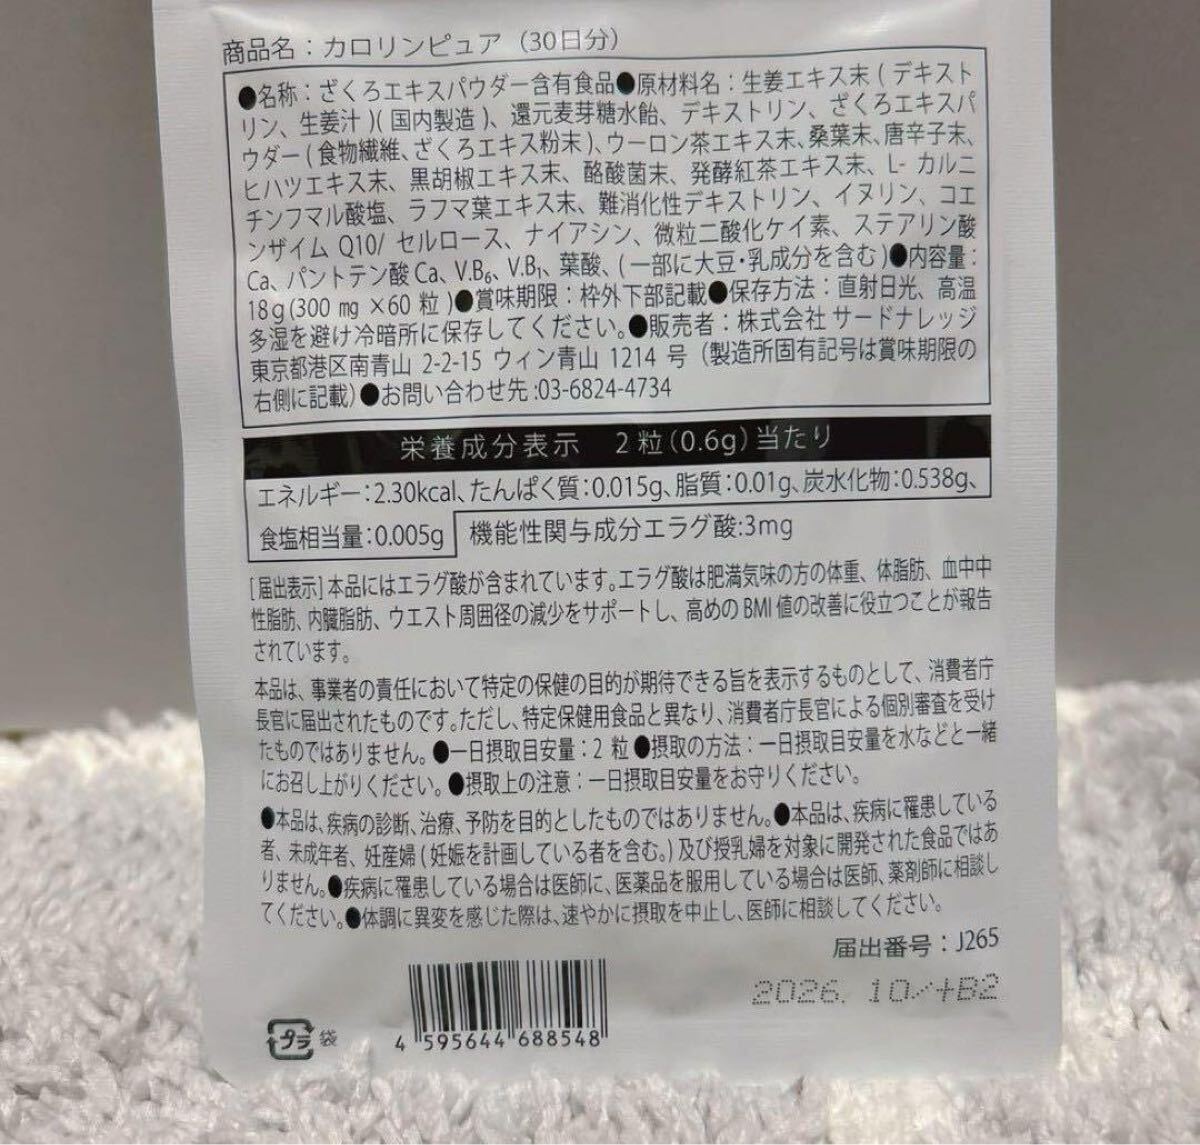 商品名：カロリンピュア（30日分）
●名称：ざくろエキスパウダー含有食品●原材料名：生姜エキス末（デキスト
リン、生姜汁）(国内製造)、還元麦芽糖水飴、デキストリン、ざくろエキスパ
ウダー(食物繊維、ざくろエキス粉末)、ウーロン茶エキス末、桑葉末、唐辛子末、
ヒハツエキス末、黒胡椒エキス末、酪酸菌末、発酵紅茶エキス末、L-カルニ
チンフマル酸塩、ラフマ葉エキス末、難消化性デキストリン、イヌリン、コエ
ンザイム Q10/ セルロース、ナイアシン、微粒二酸化ケイ素、ステアリン酸
Ca、パントテン酸Ca、V.B₆、V.B₁、葉酸、(一部に大豆・乳成分を含む)●内容量：
18g(300 mg ×60 粒)●賞味期限：枠外下部記載●保存方法：直射日光、高温
多湿を避け冷暗所に保存してください。●販売者：株式会社 サードナレッジ
東京都港区南青山 2-2-15 ウィン青山 1214 号（製造所固有記号は賞味期限の
右側に記載）●お問い合わせ先:03-6824-4734
栄養成分表示 2粒(0.6g)当たり
エネルギー：2.30kcal、たんぱく質：0.015g、脂質：0.01g、炭水化物：0.538g、
食塩相当量：0.005g 機能性関与成分エラグ酸:3mg
[届出表示]本品にはエラグ酸が含まれています。エラグ酸は肥満気味の方の体重、体脂肪、血中中
性脂肪、内臓脂肪、ウエスト周囲径の減少をサポートし、高めのBMI値の改善に役立つことが報告
されています。
本品は、事業者の責任において特定の保健の目的が期待できる旨を表示するものとして、消費者庁
長官に届出されたものです。ただし、特定保健用食品と異なり、消費者庁長官による個別審査を受け
たものではありません。●一日摂取目安量：2 粒●摂取の方法：一日摂取目安量を水などと一緒
にお召し上がりください。●摂取上の注意：一日摂取目安量をお守りください。
●本品は、疾病の診断、治療、予防を目的としたものではありません。●本品は、疾病に罹患している
者、未成年者、妊産婦(妊娠を計画している者を含む。)及び授乳婦を対象に開発された食品ではあ
りません。●疾病に罹患している場合は医師に、医薬品を服用している場合は医師、薬剤師に相談し
てください。●体調に異変を感じた際は、速やかに摂取を中止し、医師に相談してください。
届出番号：J265
2026. 10/+B2
プラ 袋
4 595644 688548